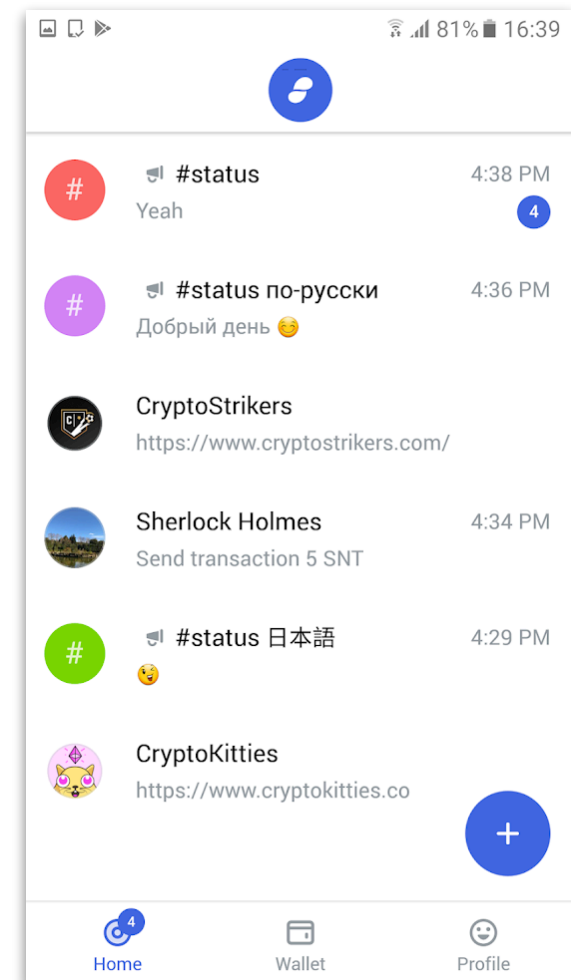 81% 16:39
# #status 4:38 PM
Yeah 4
# #status по-русски 4:36 PM
Добрый день 😊
CryptoStrikers
https://www.cryptostrikers.com/
Sherlock Holmes 4:34 PM
Send transaction 5 SNT
# #status 日本語 4:29 PM
😉
CryptoKitties
https://www.cryptokitties.co
+
4
Home Wallet Profile